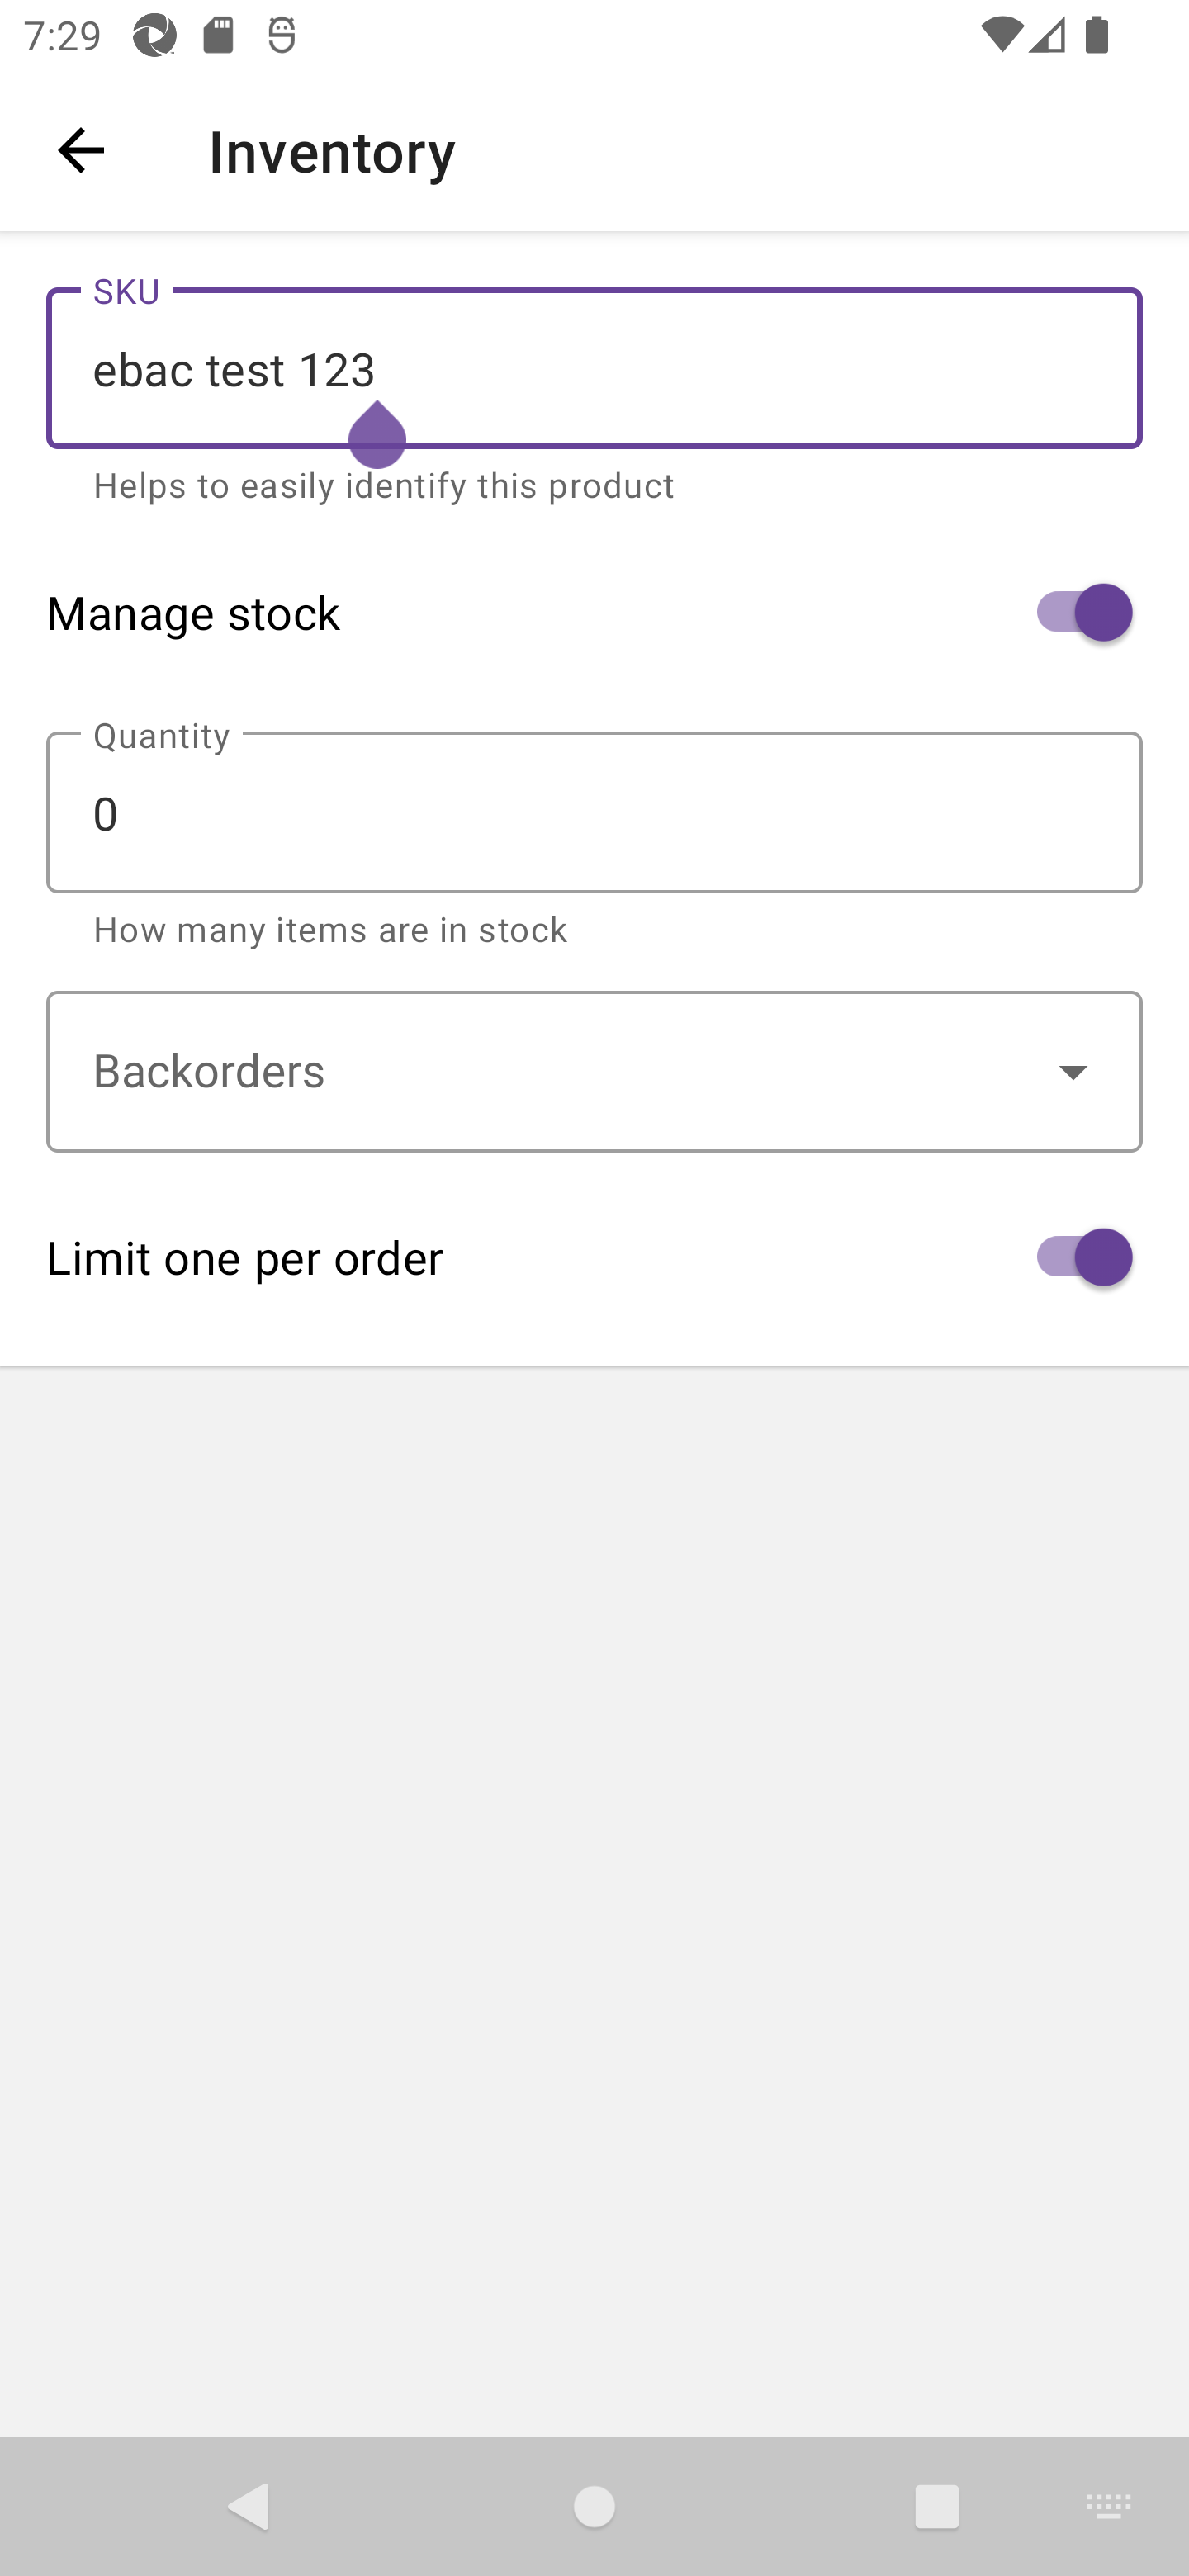 7:29
Inventory
SKU
ebac test 123
Helps to easily identify this product
Manage stock
Quantity
0
How many items are in stock
Backorders
Limit one per order